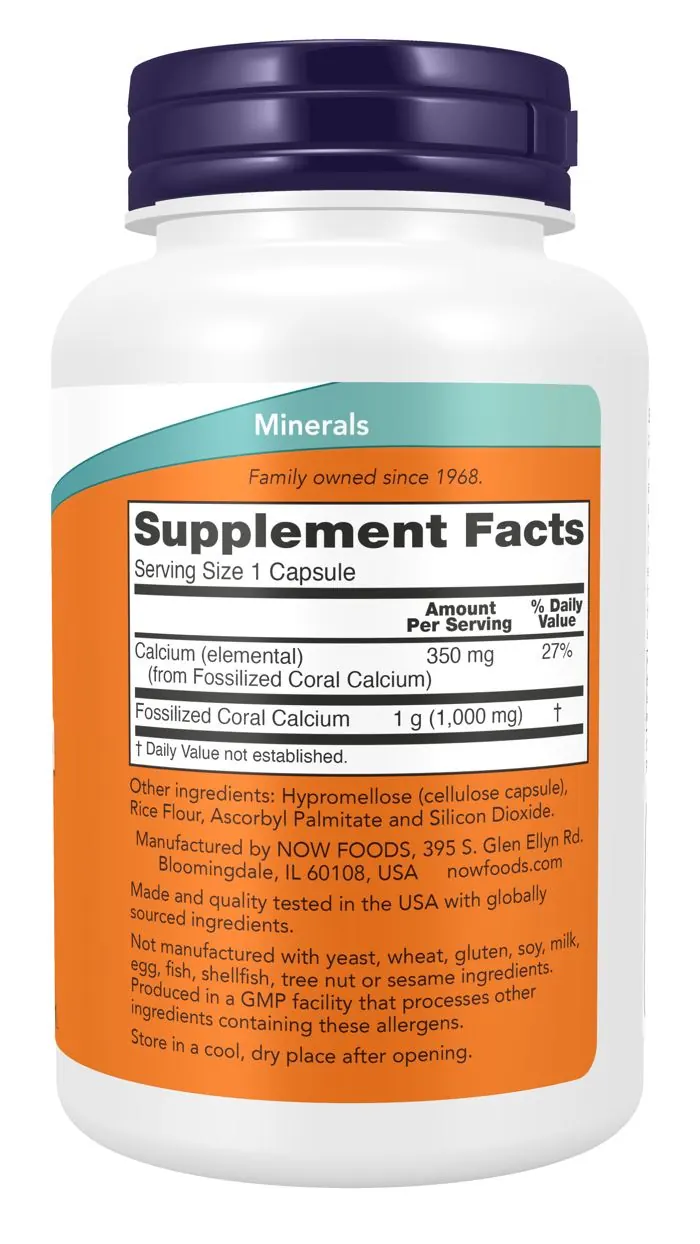 Minerals
Family owned since 1968.
Supplement Facts
Serving Size 1 Capsule
Amount Per Serving
% Daily Value
Calcium (elemental) 350 mg 27%
(from Fossilized Coral Calcium)
Fossilized Coral Calcium 1 g (1,000 mg) †
† Daily Value not established.
Other ingredients: Hypromellose (cellulose capsule),
Rice Flour, Ascorbyl Palmitate and Silicon Dioxide.
Manufactured by NOW FOODS, 395 S. Glen Ellyn Rd.
Bloomingdale, IL 60108, USA nowfoods.com
Made and quality tested in the USA with globally
sourced ingredients.
Not manufactured with yeast, wheat, gluten, soy, milk,
egg, fish, shellfish, tree nut or sesame ingredients.
Produced in a GMP facility that processes other
ingredients containing these allergens.
Store in a cool, dry place after opening.